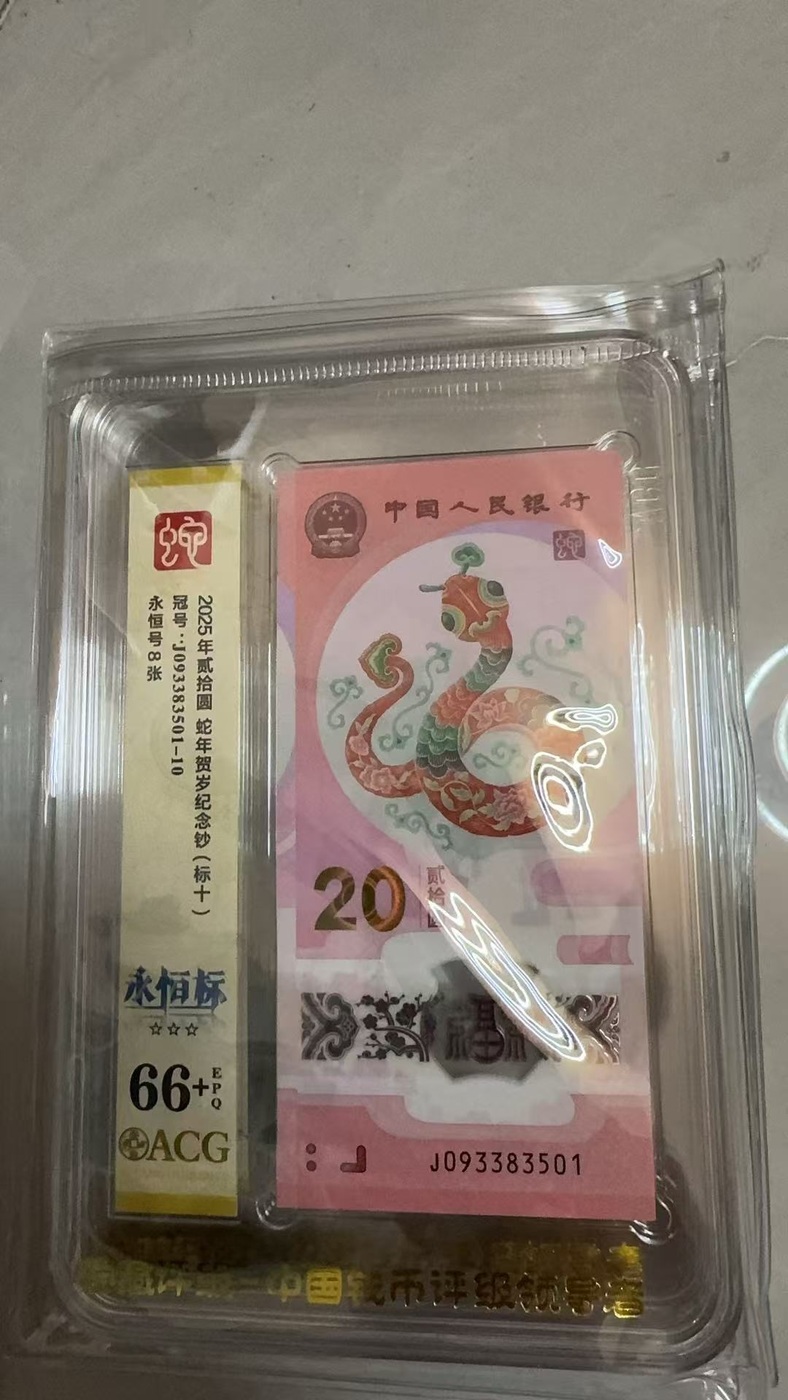 蛇
2025年贰拾圆 蛇年贺岁纪念钞（标十）
冠号：J093383501-10
永恒号8张
永恒标
☆☆☆
66+
EPQ
ACG
中国人民银行
蛇
20
贰拾圆
福
J093383501
中国钱币评级领导者